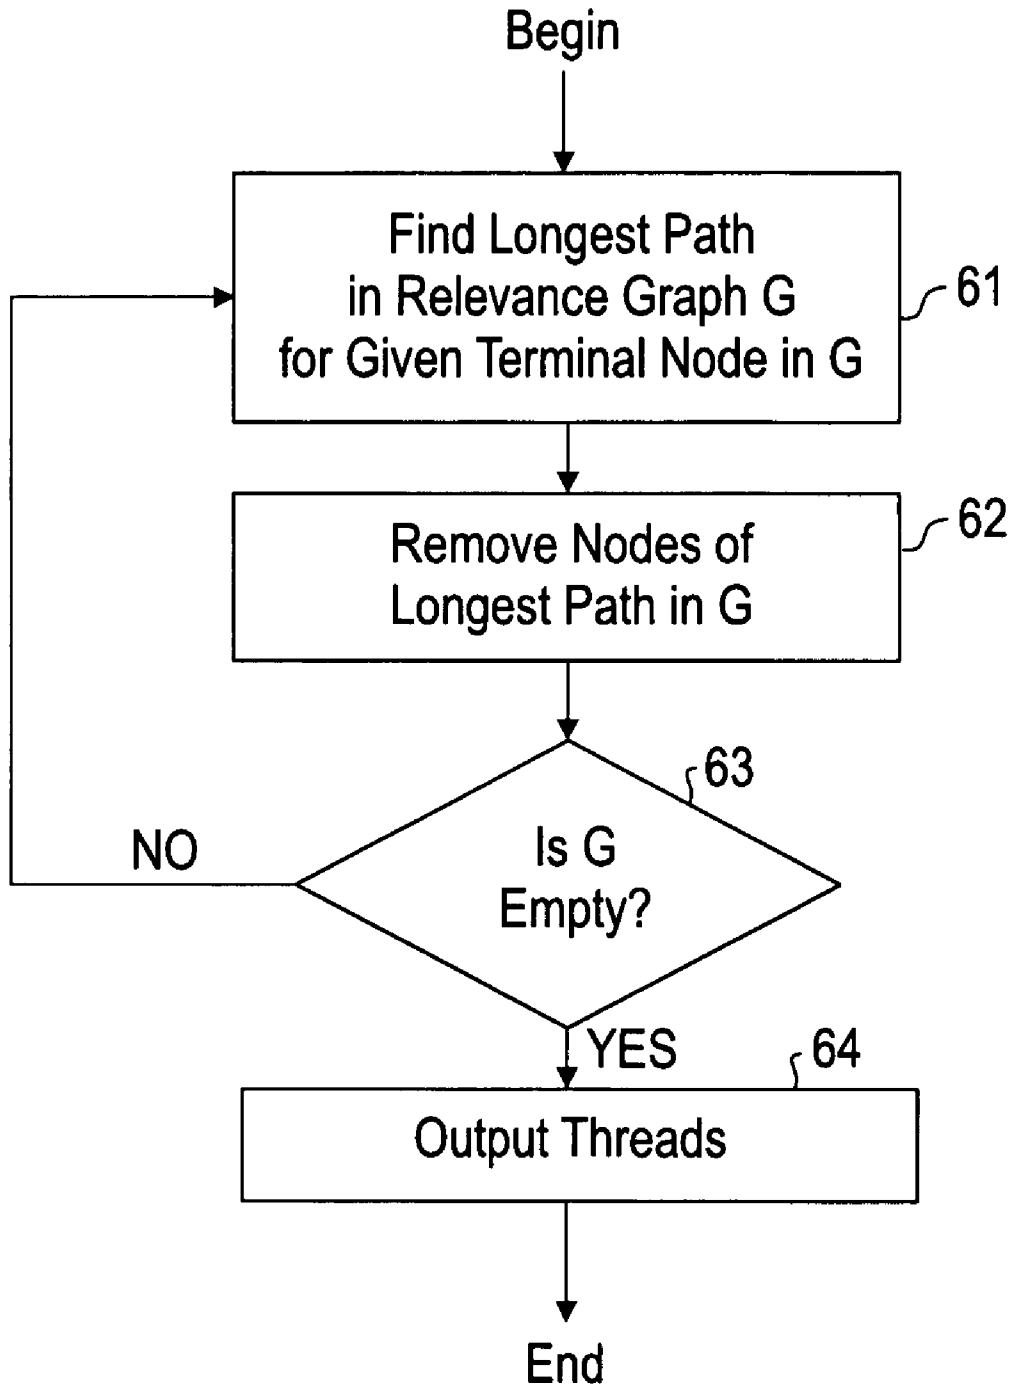 Begin
Find Longest Path
in Relevance Graph G
for Given Terminal Node in G
61
Remove Nodes of
Longest Path in G
62
63
Is G
Empty?
NO
YES
64
Output Threads
End